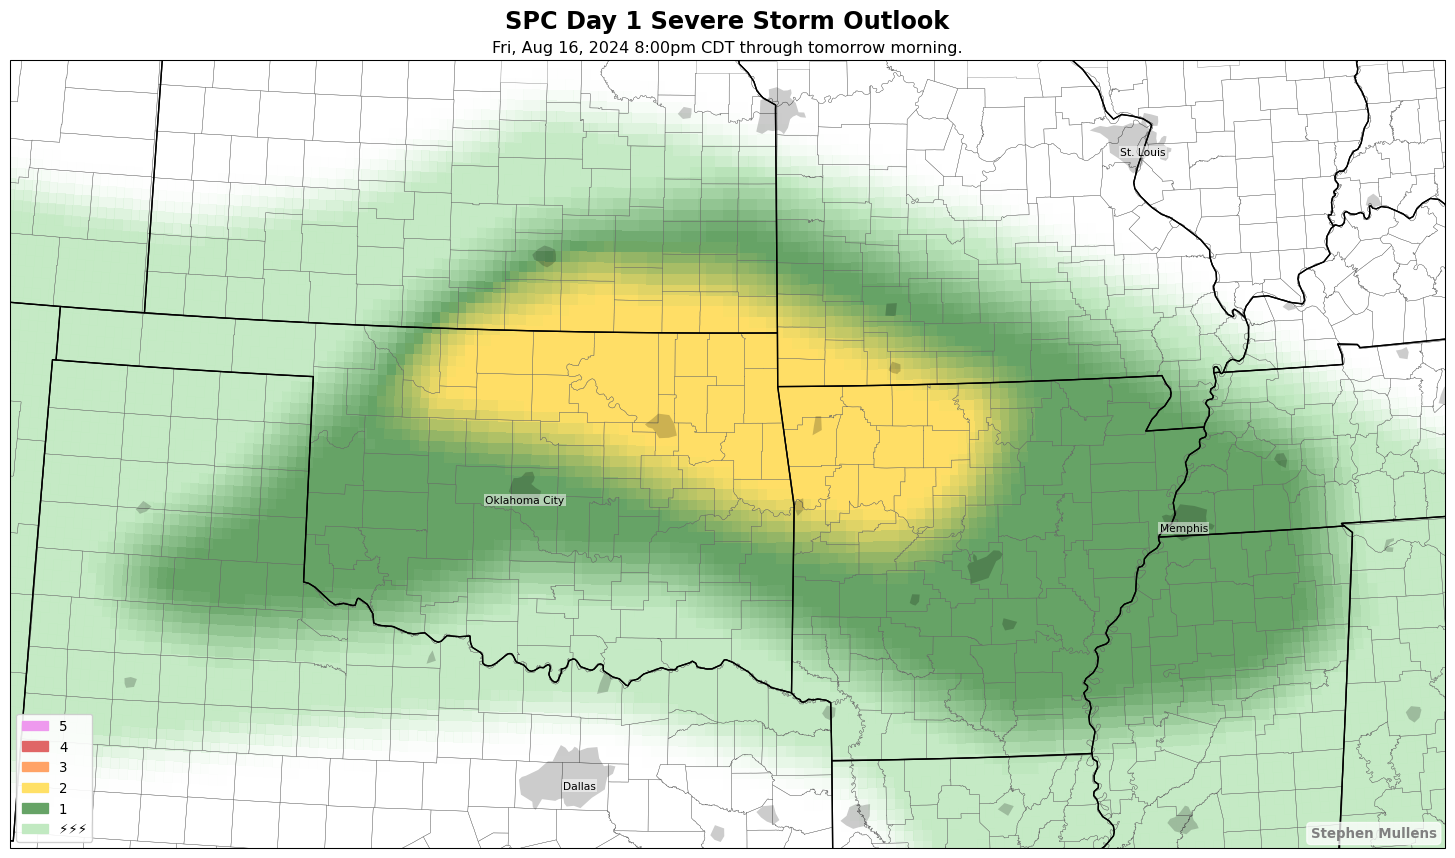 SPC Day 1 Severe Storm Outlook
Fri, Aug 16, 2024 8:00pm CDT through tomorrow morning.
St. Louis
Oklahoma City
Memphis
Dallas
5
4
3
2
1
⚡⚡⚡
Stephen Mullens